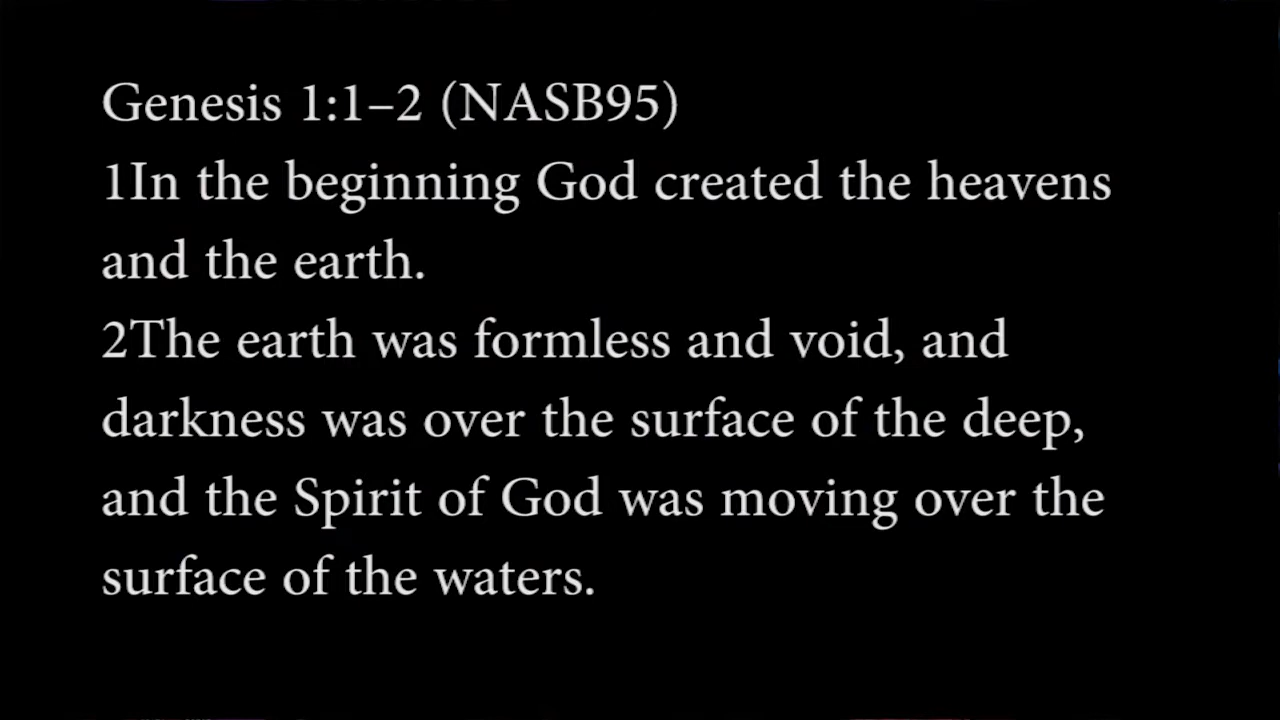 Genesis 1:1–2 (NASB95)
1In the beginning God created the heavens
and the earth.
2The earth was formless and void, and
darkness was over the surface of the deep,
and the Spirit of God was moving over the
surface of the waters.